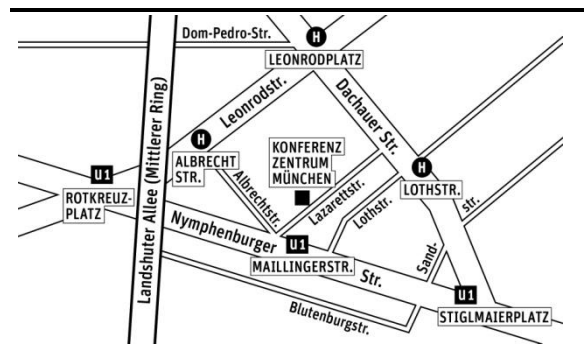 Dom-Pedro-Str.
H
LEONRODPLATZ
Landshuter Allee (Mittlerer Ring)
Leonrodstr.
Dachauer Str.
H
ALBRECHT
STR.
KONFERENZ
ZENTRUM
MÜNCHEN
H
LOTHSTR.
U1
ROTKREUZ-
PLATZ
Albrechtstr.
Lazarettstr.
Lothstr.
Sand-
str.
Nymphenburger
Str.
U1
MAILLINGERSTR.
U1
STIGLMAIERPLATZ
Blutenburgstr.